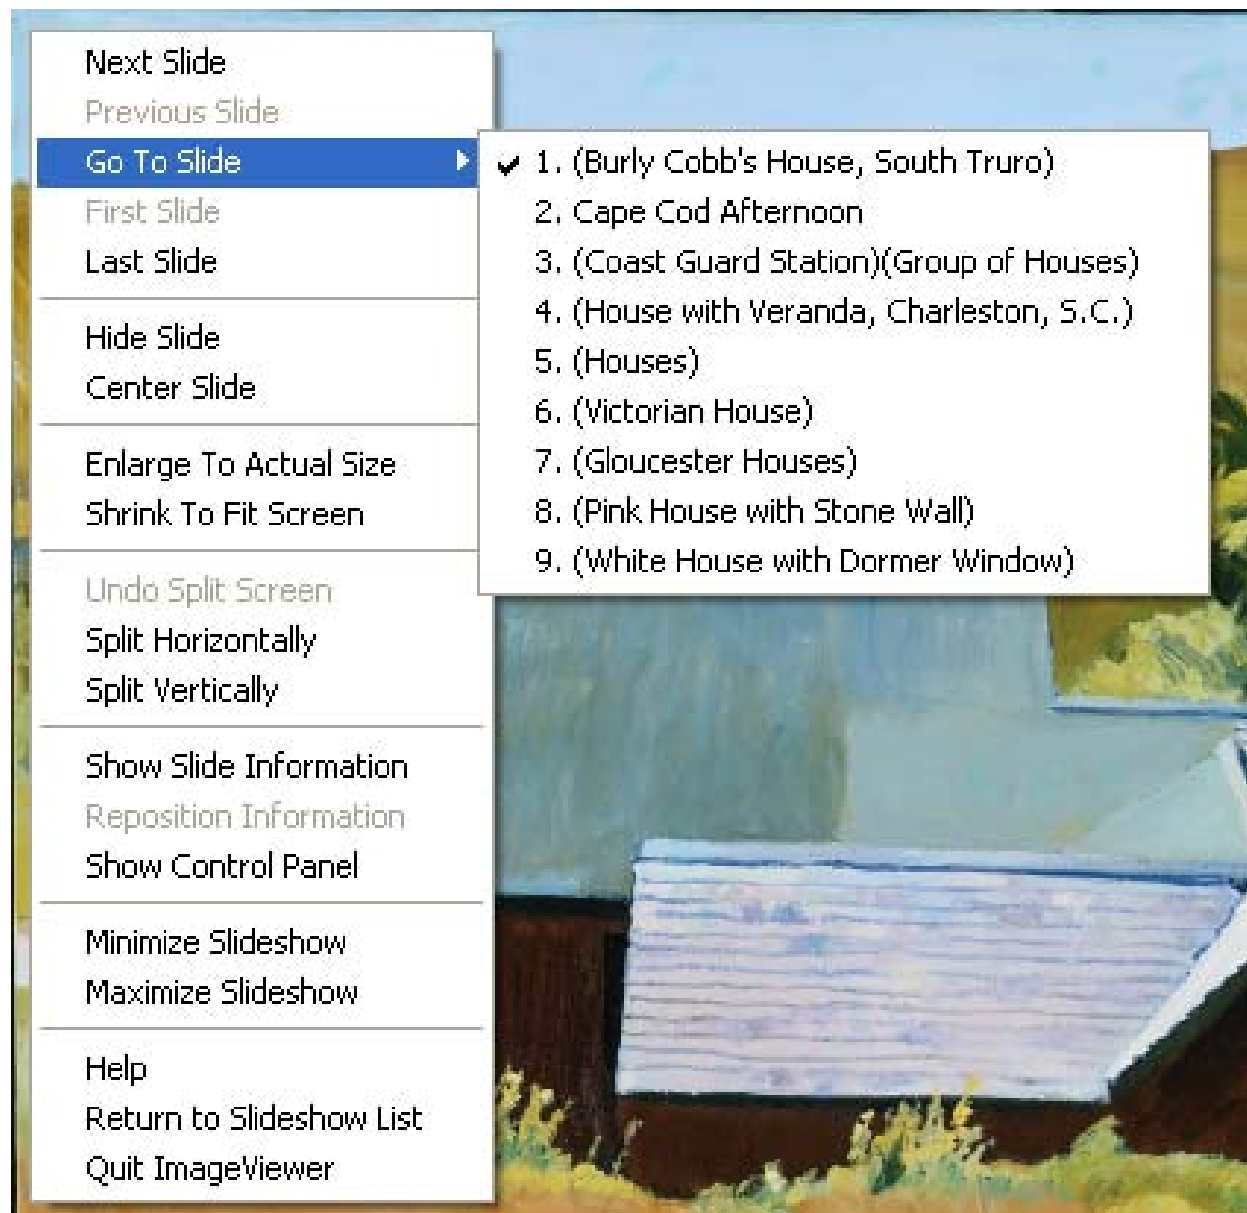 Next Slide
Previous Slide
Go To Slide
First Slide
Last Slide
Hide Slide
Center Slide
Enlarge To Actual Size
Shrink To Fit Screen
Undo Split Screen
Split Horizontally
Split Vertically
Show Slide Information
Reposition Information
Show Control Panel
Minimize Slideshow
Maximize Slideshow
Help
Return to Slideshow List
Quit ImageViewer
1. (Burly Cobb's House, South Truro)
2. Cape Cod Afternoon
3. (Coast Guard Station)(Group of Houses)
4. (House with Veranda, Charleston, S.C.)
5. (Houses)
6. (Victorian House)
7. (Gloucester Houses)
8. (Pink House with Stone Wall)
9. (White House with Dormer Window)